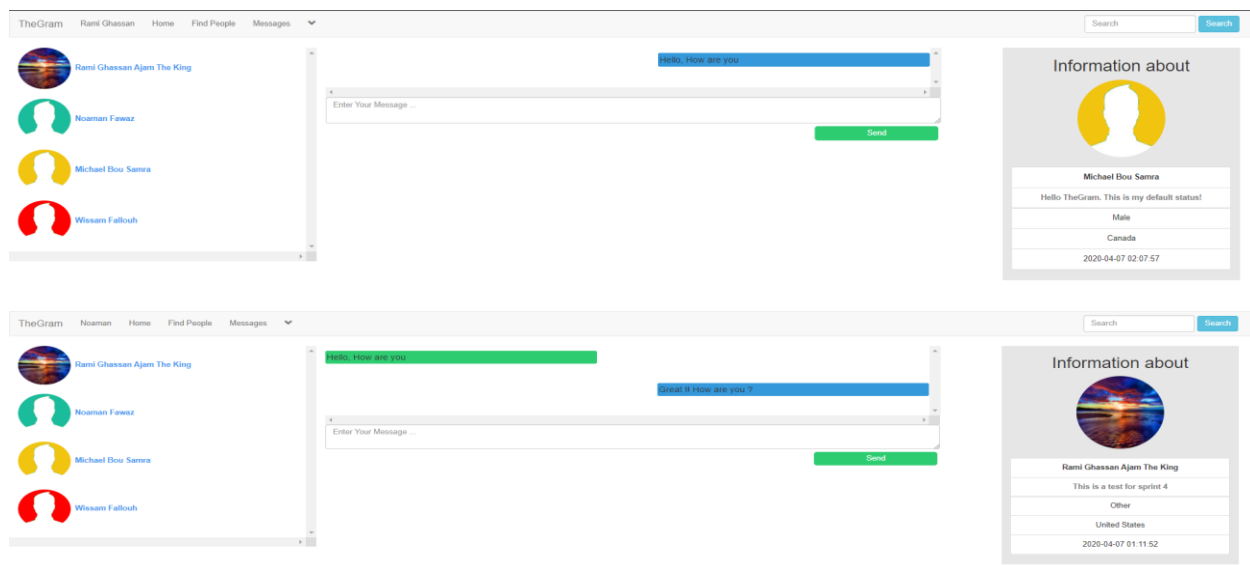 TheGram Rami Ghassan Home Find People Messages Search Search
Rami Ghassan Ajam The King
Noaman Fawaz
Michael Bou Samra
Wissam Fallouh
Hello, How are you
Enter Your Message ...
Send
Information about
Michael Bou Samra
Hello TheGram. This is my default status!
Male
Canada
2020-04-07 02:07:57
TheGram Noaman Home Find People Messages Search Search
Rami Ghassan Ajam The King
Noaman Fawaz
Michael Bou Samra
Wissam Fallouh
Hello, How are you
Great !! How are you ?
Enter Your Message ...
Send
Information about
Rami Ghassan Ajam The King
This is a test for sprint 4
Other
United States
2020-04-07 01:11:52